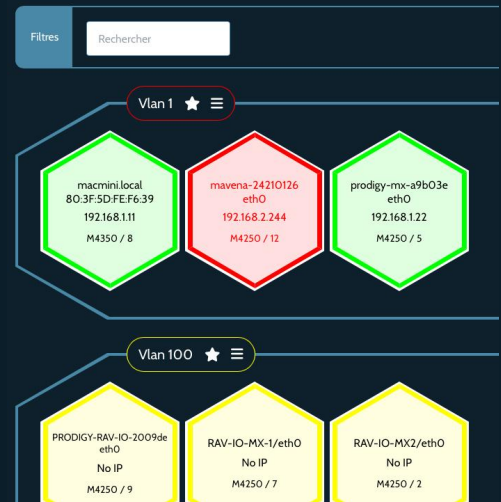 Filtres
Rechercher
Vlan 1
macmini.local
80:3F:5D:FE:F6:39
192.168.1.11
M4350 / 8
mavena-24210126
eth0
192.168.2.244
M4250 / 12
prodigy-mx-a9b03e
eth0
192.168.1.22
M4250 / 5
Vlan 100
PRODIGY-RAV-IO-2009de
eth0
No IP
M4250 / 9
RAV-IO-MX-1/eth0
No IP
M4250 / 7
RAV-IO-MX2/eth0
No IP
M4250 / 2